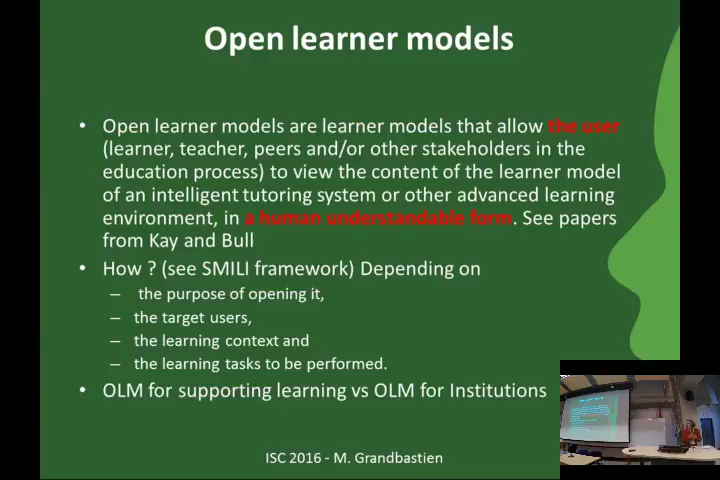 Open learner models
• Open learner models are learner models that allow the user
(learner, teacher, peers and/or other stakeholders in the
education process) to view the content of the learner model
of an intelligent tutoring system or other advanced learning
environment, in a human understandable form. See papers
from Kay and Bull
• How ? (see SMILI framework) Depending on
– the purpose of opening it,
– the target users,
– the learning context and
– the learning tasks to be performed.
• OLM for supporting learning vs OLM for Institutions
ISC 2016 - M. Grandbastien